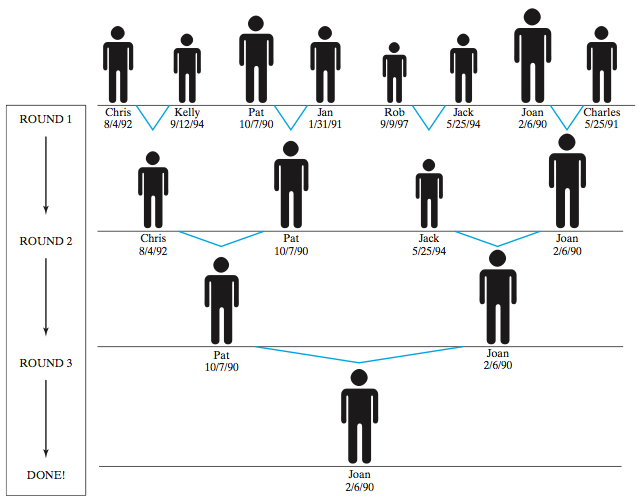 Chris Kelly Pat Jan Rob Jack Joan Charles
8/4/92 9/12/94 10/7/90 1/31/91 9/9/97 5/25/94 2/6/90 5/25/91
ROUND 1
Chris Pat Jack Joan
8/4/92 10/7/90 5/25/94 2/6/90
ROUND 2
Pat Joan
10/7/90 2/6/90
ROUND 3
Joan
2/6/90
DONE!